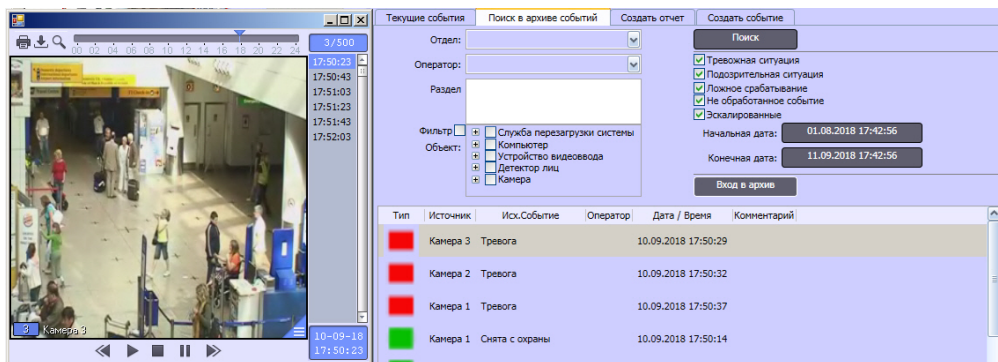 3/500
00 02 04 06 08 10 12 14 16 18 20 22 24
17:50:23
17:50:43
17:51:03
17:51:23
17:51:43
17:52:03
3 Камера 3
10-09-18
17:50:23
Текущие события
Поиск в архиве событий
Создать отчет
Создать событие
Отдел:
Оператор:
Раздел
Фильтр
Объект:
Служба перезагрузки системы
Компьютер
Устройство видеоввода
Детектор лиц
Камера
Поиск
Тревожная ситуация
Подозрительная ситуация
Ложное срабатывание
Не обработанное событие
Эскалированные
Начальная дата: 01.08.2018 17:42:56
Конечная дата: 11.09.2018 17:42:56
Вход в архив
Тип Источник Исх.Событие Оператор Дата / Время Комментарий
Камера 3 Тревога 10.09.2018 17:50:29
Камера 2 Тревога 10.09.2018 17:50:32
Камера 1 Тревога 10.09.2018 17:50:37
Камера 1 Снята с охраны 10.09.2018 17:50:14